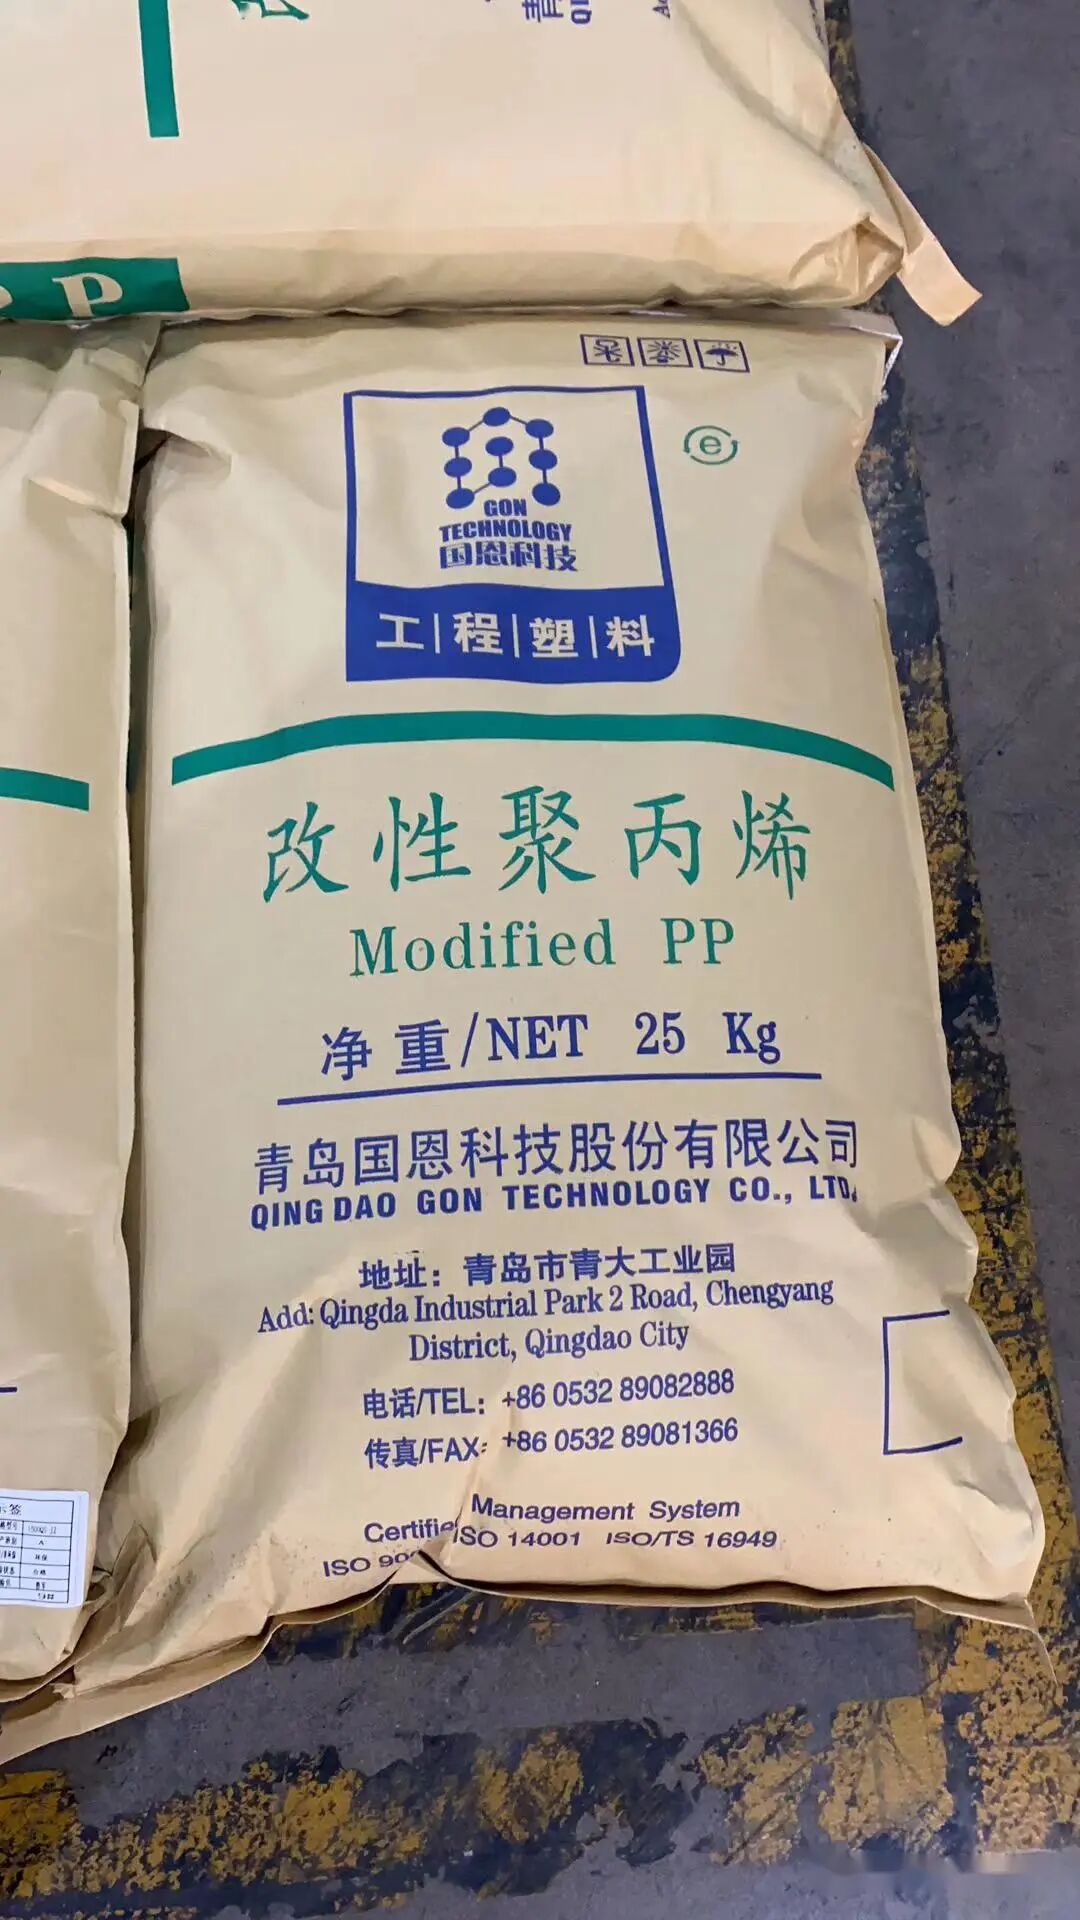 PP
GON
TECHNOLOGY
国恩科技
工|程|塑|料
e
改性聚丙烯
Modified PP
净重/NET 25 Kg
青岛国恩科技股份有限公司
QING DAO GON TECHNOLOGY CO., LTD.
地址：青岛市青大工业园
Add: Qingda Industrial Park 2 Road, Chengyang
District, Qingdao City
电话/TEL: +86 0532 89082888
传真/FAX: +86 0532 89081366
Management System
ISO 14001 ISO/TS 16949